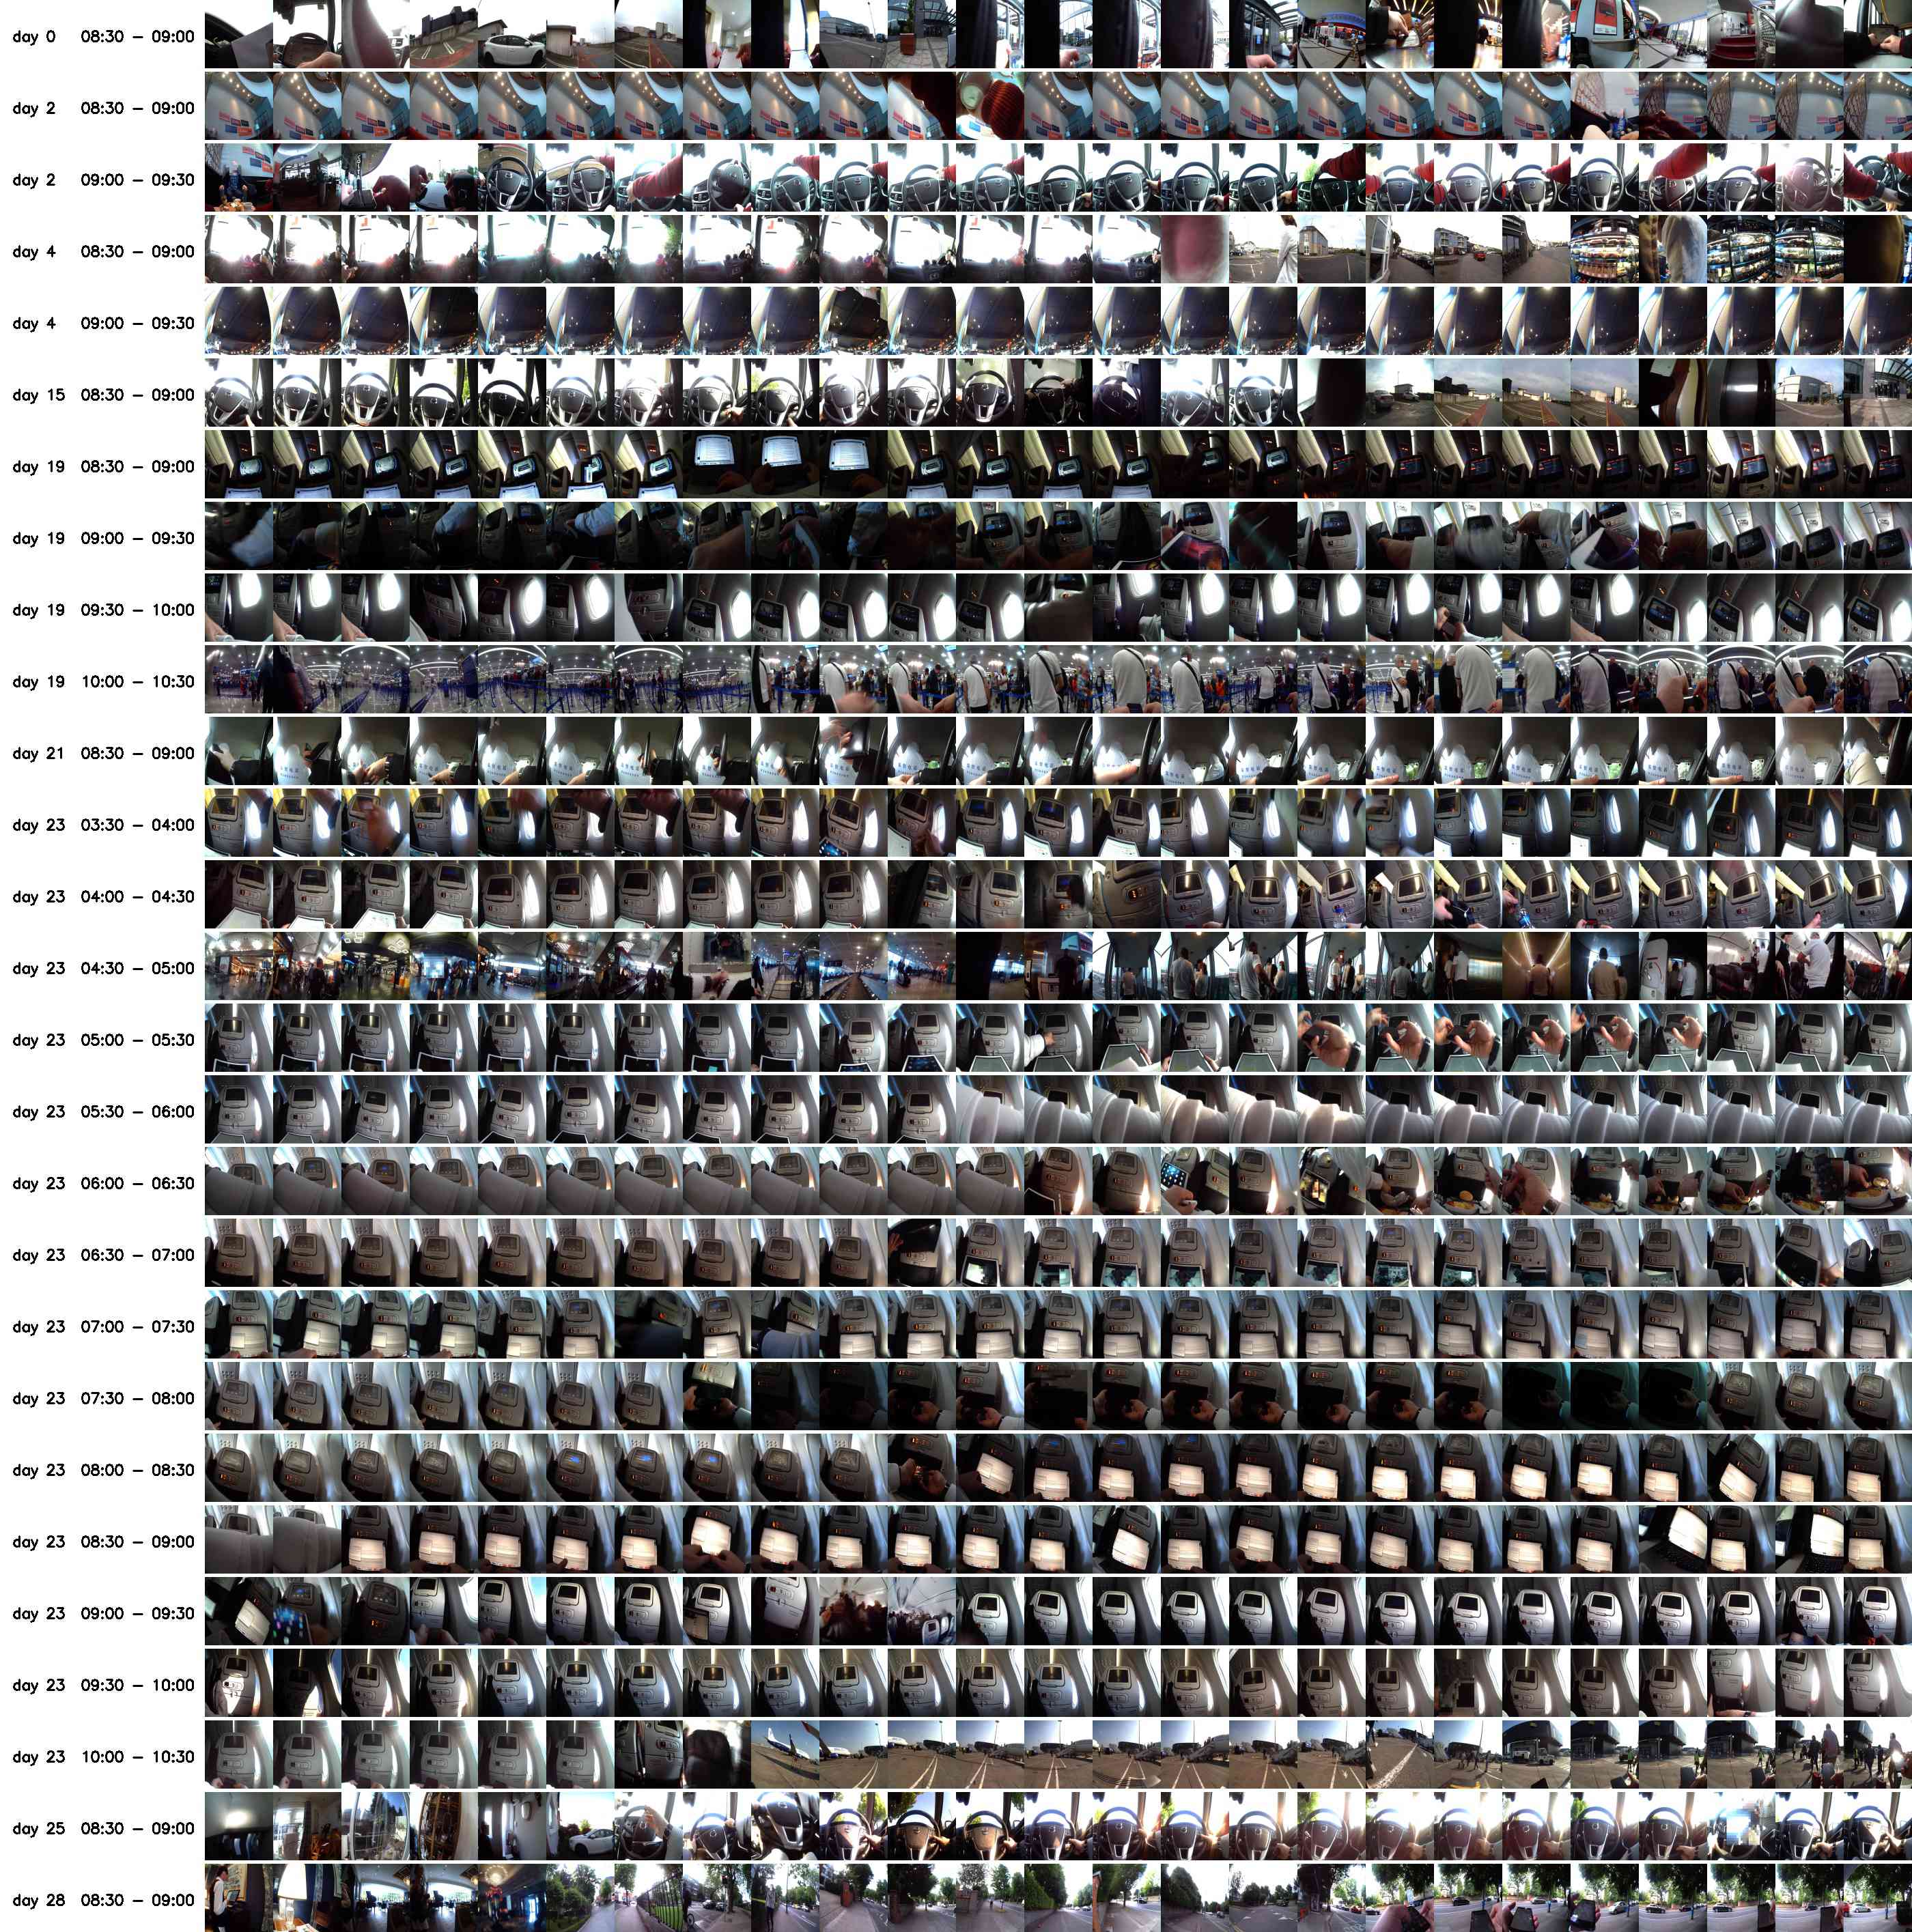 day 0 08:30 – 09:00
day 2 08:30 – 09:00
day 2 09:00 – 09:30
day 4 08:30 – 09:00
day 4 09:00 – 09:30
day 15 08:30 – 09:00
day 19 08:30 – 09:00
day 19 09:00 – 09:30
day 19 09:30 – 10:00
day 19 10:00 – 10:30
day 21 08:30 – 09:00
day 23 03:30 – 04:00
day 23 04:00 – 04:30
day 23 04:30 – 05:00
day 23 05:00 – 05:30
day 23 05:30 – 06:00
day 23 06:00 – 06:30
day 23 06:30 – 07:00
day 23 07:00 – 07:30
day 23 07:30 – 08:00
day 23 08:00 – 08:30
day 23 08:30 – 09:00
day 23 09:00 – 09:30
day 23 09:30 – 10:00
day 23 10:00 – 10:30
day 25 08:30 – 09:00
day 28 08:30 – 09:00